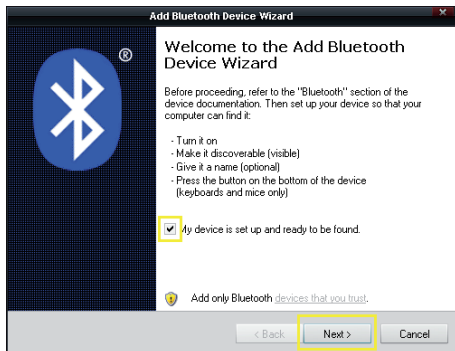 Add Bluetooth Device Wizard
®
Welcome to the Add Bluetooth
Device Wizard
Before proceeding, refer to the "Bluetooth" section of the
device documentation. Then set up your device so that your
computer can find it:
- Turn it on
- Make it discoverable (visible)
- Give it a name (optional)
- Press the button on the bottom of the device
(keyboards and mice only)
My device is set up and ready to be found.
Add only Bluetooth devices that you trust.
< Back Next > Cancel